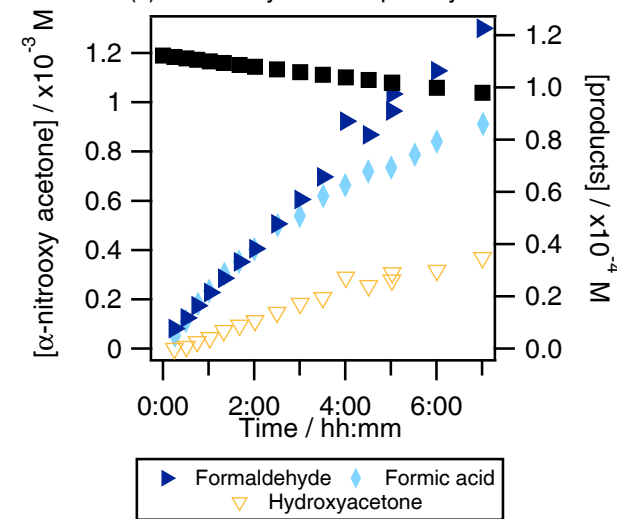 [α-nitrooxy acetone] / x10⁻³ M
1.2
1
0.8
0.6
0.4
0.2
0
1.2
1.0
0.8
0.6
0.4
0.2
0.0
[products] / x10⁻⁴ M
0:00 2:00 4:00 6:00
Time / hh:mm
Formaldehyde Formic acid
Hydroxyacetone